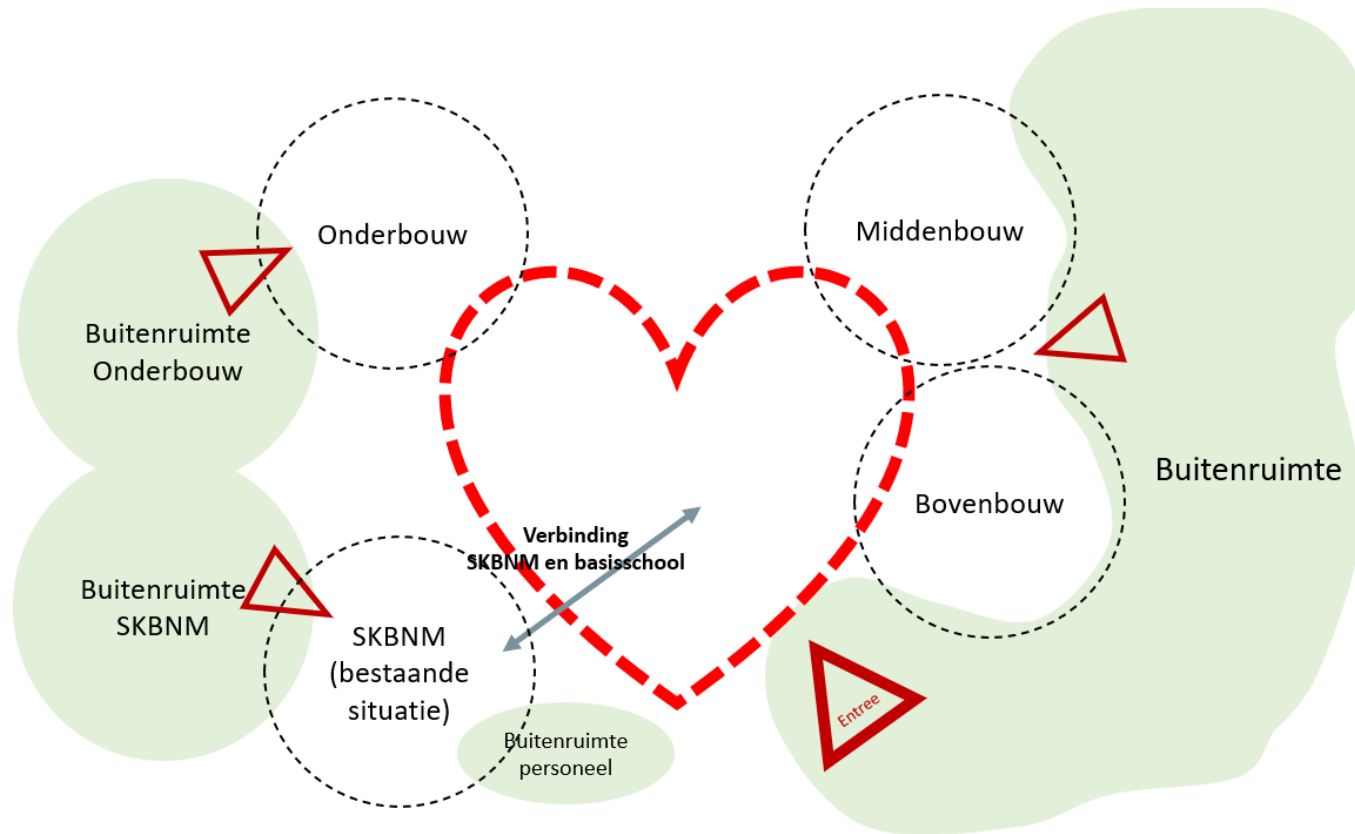 Onderbouw
Middenbouw
Buitenruimte
Onderbouw
Buitenruimte
Bovenbouw
Verbinding
SKBNM en basisschool
Buitenruimte
SKBNM
SKBNM
(bestaande
situatie)
Entree
Buitenruimte
personeel